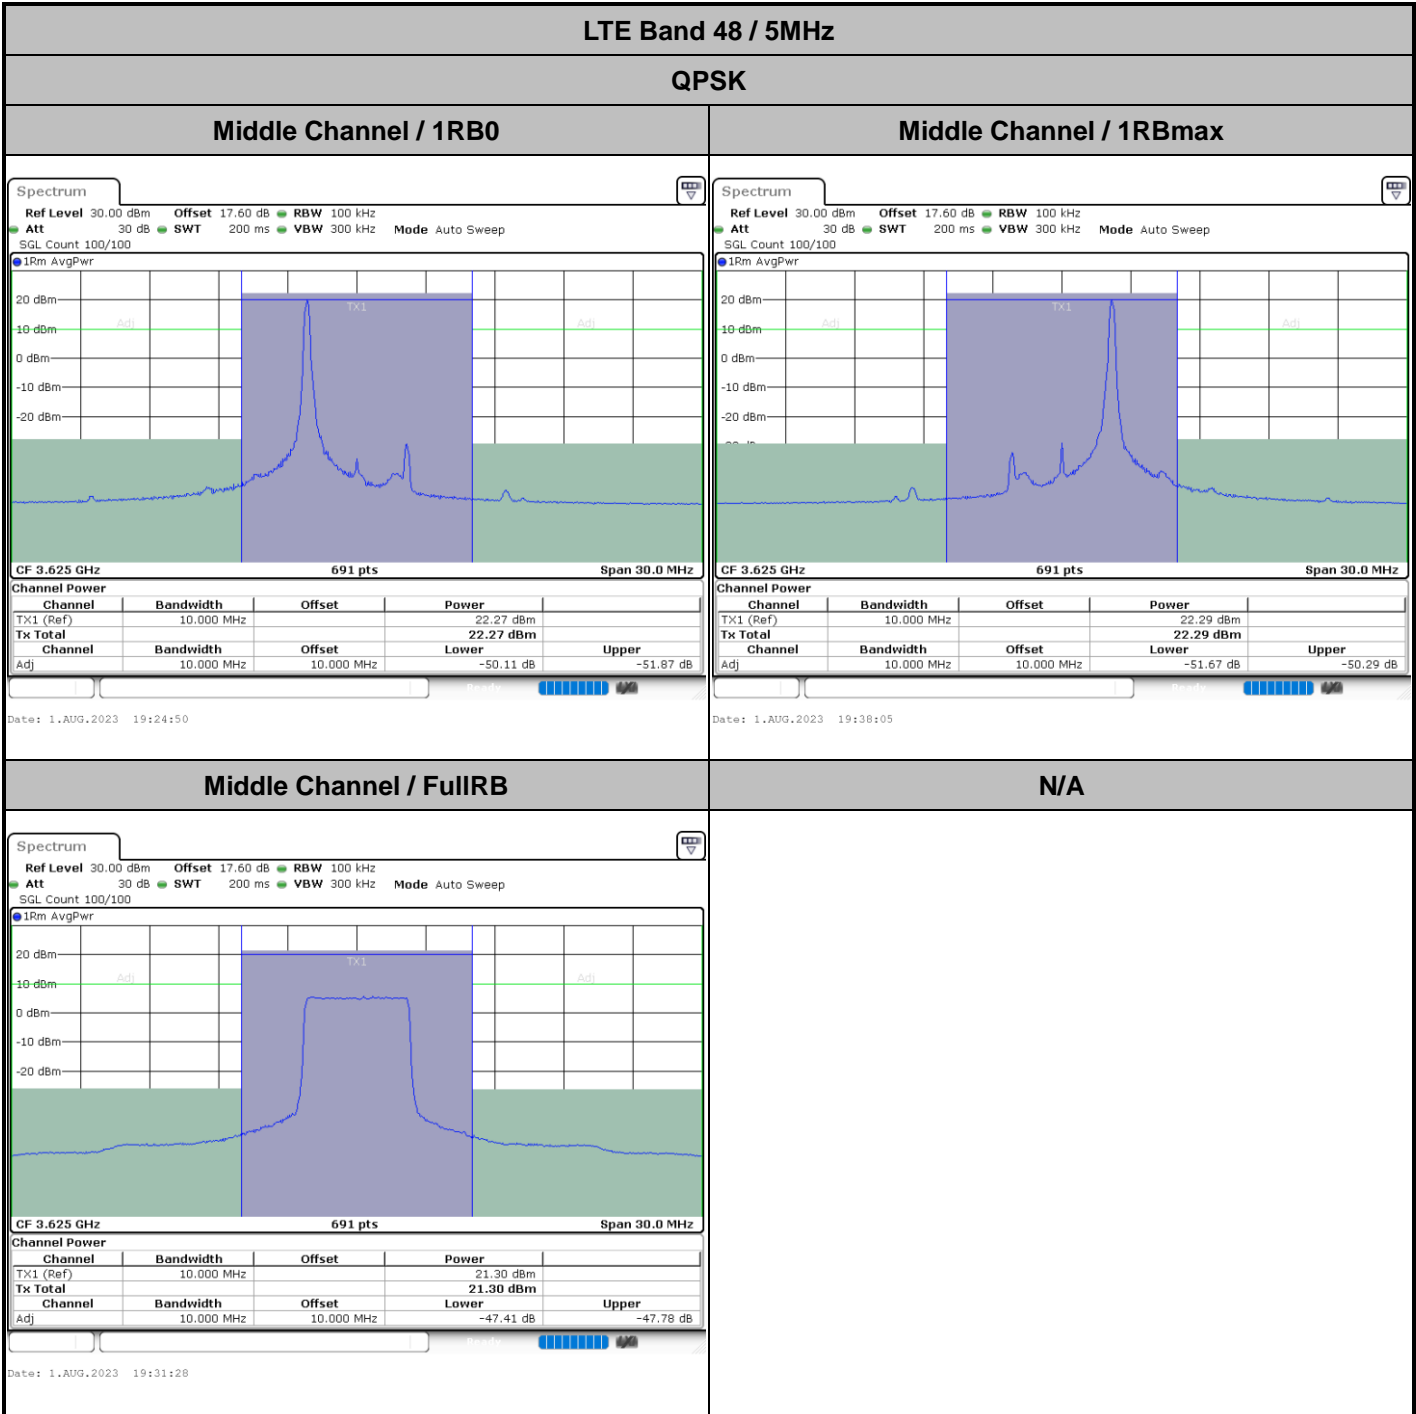 LTE Band 48 / 5MHz
QPSK
Middle Channel / 1RB0
Middle Channel / 1RBmax
Spectrum
Ref Level 30.00 dBm Offset 17.60 dB RBW 100 kHz
Att 30 dB SWT 200 ms VBW 300 kHz Mode Auto Sweep
SGL Count 100/100
1Rm AvgPwr
20 dBm
TX1
10 dBm
Adj
Adj
0 dBm
-10 dBm
-20 dBm
CF 3.625 GHz 691 pts Span 30.0 MHz
Channel Power
Channel Bandwidth Offset Power
TX1 (Ref) 10.000 MHz 22.27 dBm
Tx Total 22.27 dBm
Channel Bandwidth Offset Lower Upper
Adj 10.000 MHz 10.000 MHz -50.11 dB -51.87 dB
Ready
Date: 1.AUG.2023 19:24:50
Spectrum
Ref Level 30.00 dBm Offset 17.60 dB RBW 100 kHz
Att 30 dB SWT 200 ms VBW 300 kHz Mode Auto Sweep
SGL Count 100/100
1Rm AvgPwr
20 dBm
TX1
10 dBm
Adj
Adj
0 dBm
-10 dBm
-20 dBm
CF 3.625 GHz 691 pts Span 30.0 MHz
Channel Power
Channel Bandwidth Offset Power
TX1 (Ref) 10.000 MHz 22.29 dBm
Tx Total 22.29 dBm
Channel Bandwidth Offset Lower Upper
Adj 10.000 MHz 10.000 MHz -51.67 dB -50.29 dB
Ready
Date: 1.AUG.2023 19:38:05
Middle Channel / FullRB
N/A
Spectrum
Ref Level 30.00 dBm Offset 17.60 dB RBW 100 kHz
Att 30 dB SWT 200 ms VBW 300 kHz Mode Auto Sweep
SGL Count 100/100
1Rm AvgPwr
20 dBm
TX1
10 dBm
Adj
Adj
0 dBm
-10 dBm
-20 dBm
CF 3.625 GHz 691 pts Span 30.0 MHz
Channel Power
Channel Bandwidth Offset Power
TX1 (Ref) 10.000 MHz 21.30 dBm
Tx Total 21.30 dBm
Channel Bandwidth Offset Lower Upper
Adj 10.000 MHz 10.000 MHz -47.41 dB -47.78 dB
Ready
Date: 1.AUG.2023 19:31:28